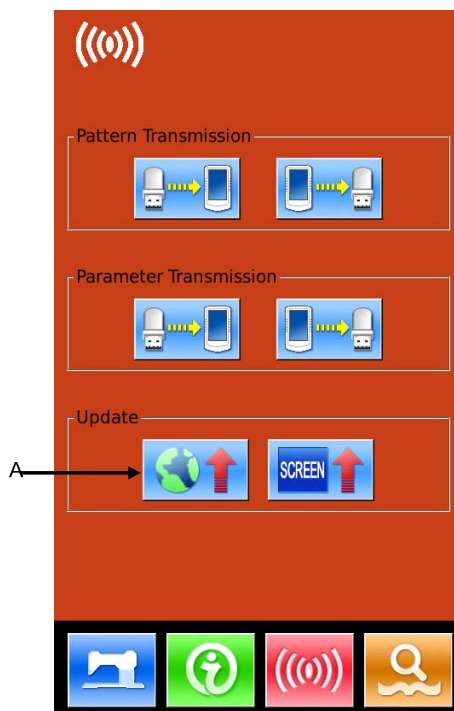 Pattern Transmission
Parameter Transmission
Update
A
SCREEN